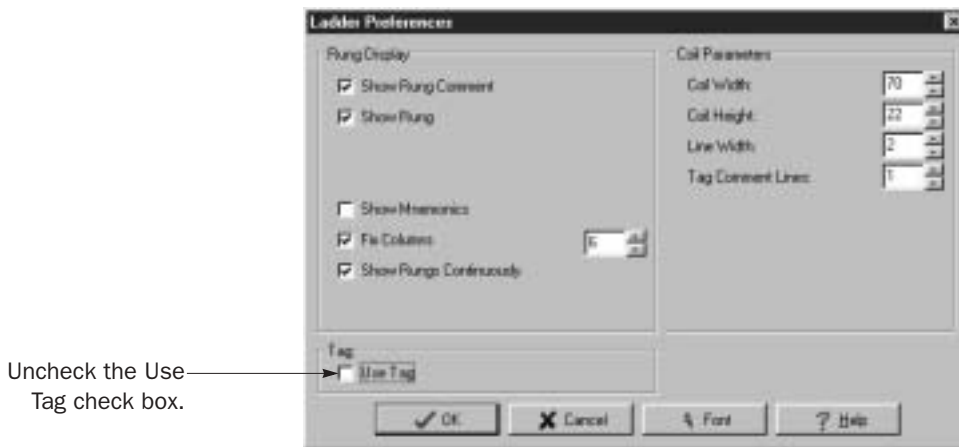 Ladder Preferences
Rung Display
Show Rung Comment
Show Rung
Show Mnemonics
Fix Columns
6
Show Rungs Continuously
Coil Parameters
Coil Width:
70
Coil Height:
22
Line Width:
2
Tag Comment Lines:
1
Tag
Use Tag
Uncheck the Use
Tag check box.
OK
Cancel
Font
Help